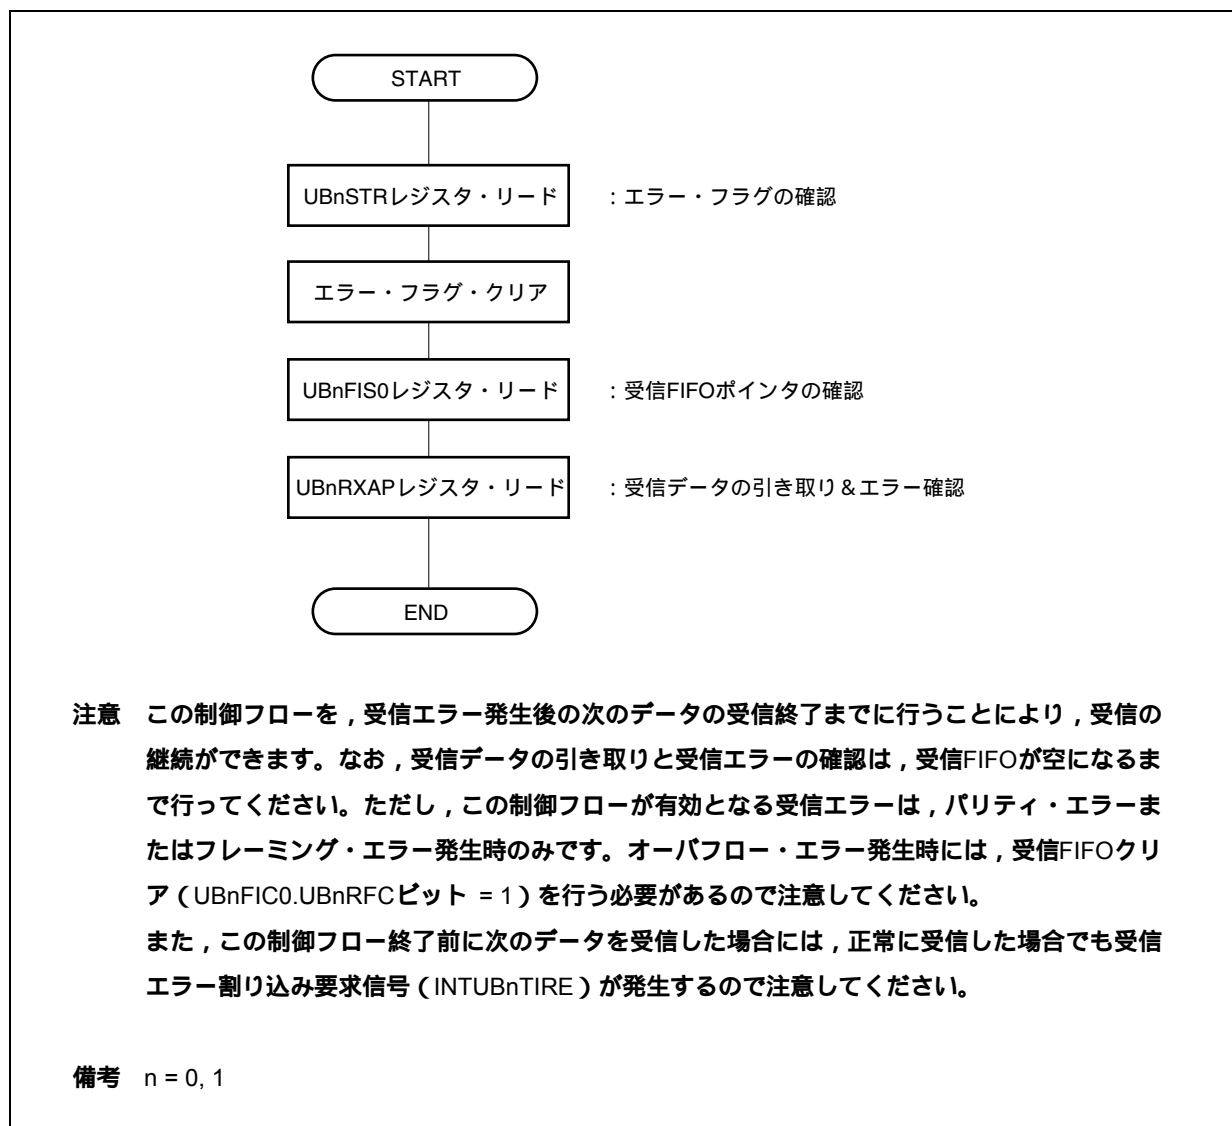 START
UBnSTRレジスタ・リード ：エラー・フラグの確認
エラー・フラグ・クリア
UBnFIS0レジスタ・リード ：受信FIFOポインタの確認
UBnRXAPレジスタ・リード ：受信データの引き取り＆エラー確認
END
注意 この制御フローを，受信エラー発生後の次のデータの受信終了までに行うことにより，受信の
継続ができます。なお，受信データの引き取りと受信エラーの確認は，受信FIFOが空になるま
で行ってください。ただし，この制御フローが有効となる受信エラーは，パリティ・エラーま
たはフレーミング・エラー発生時のみです。オーバフロー・エラー発生時には，受信FIFOクリ
ア（UBnFIC0.UBnRFCビット = 1）を行う必要があるので注意してください。
また，この制御フロー終了前に次のデータを受信した場合には，正常に受信した場合でも受信
エラー割り込み要求信号（INTUBnTIRE）が発生するので注意してください。
備考 n = 0, 1